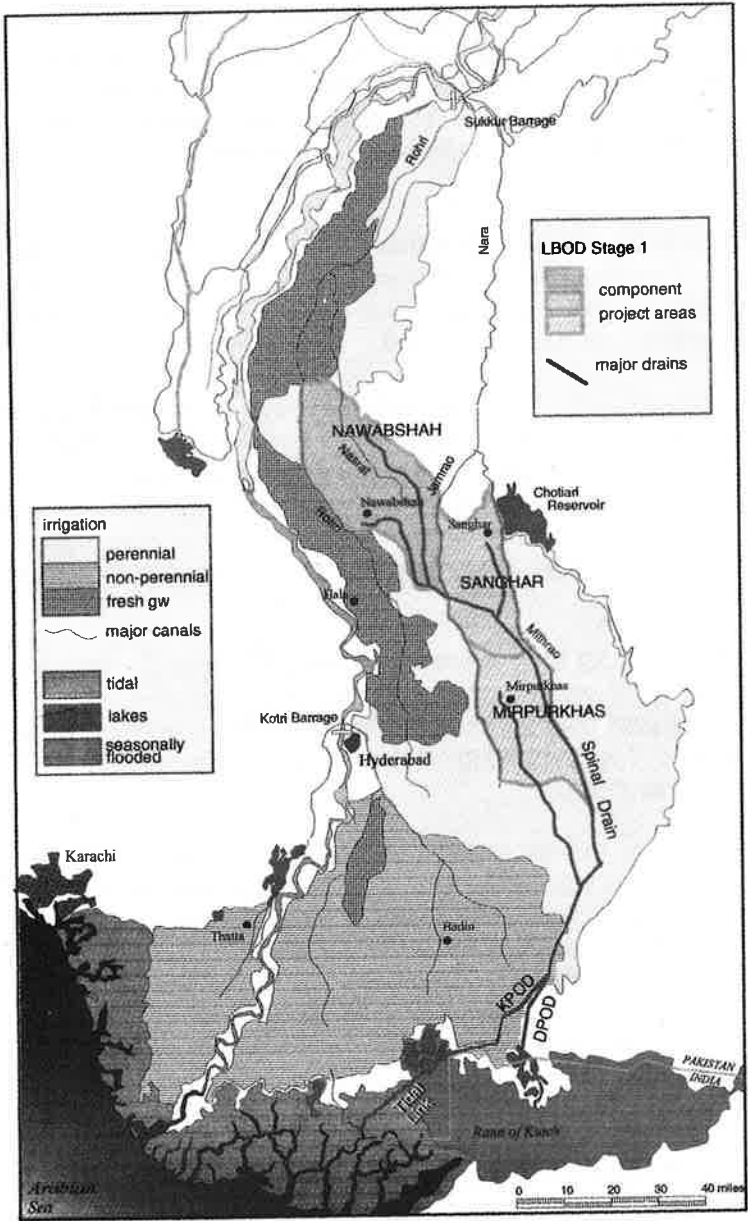 Sukkur Barrage
Rohri
Nara
LBOD Stage 1
component
project areas
major drains
NAWABSHAH
Nasrat
Jamrao
Nawabshah
Chotiari
Reservoir
Sanghar
Rohri
SANGHAR
Hala
Mithrao
irrigation
perennial
non-perennial
fresh gw
major canals
tidal
lakes
seasonally
flooded
Mirpurkhas
MIRPURKHAS
Kotri Barrage
Hyderabad
Spinal Drain
Karachi
Thatta
Badin
KPOD
DPOD
PAKISTAN
INDIA
Tidal
Link
Rann of Kutch
Arabian
Sea
0 10 20 30 40 miles